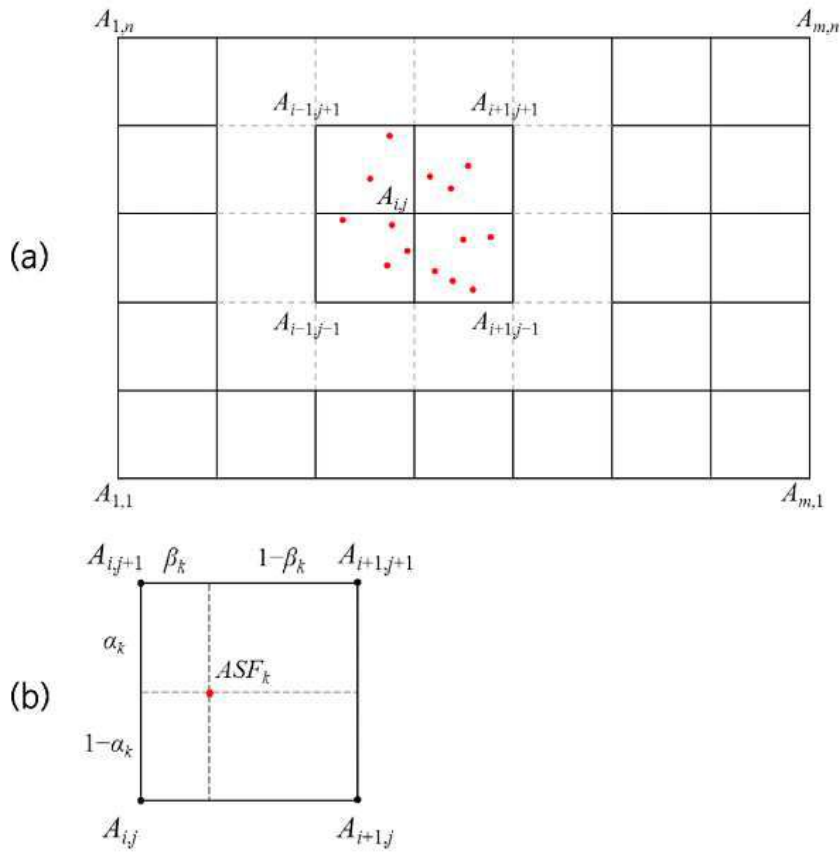 A1,n Am,n
Ai−1,j+1 Ai+1,j+1
Ai,j
(a)
Ai−1,j−1 Ai+1,j−1
A1,1 Am,1
Ai,j+1 βk 1−βk Ai+1,j+1
αk
ASFk
(b)
1−αk
Ai,j Ai+1,j